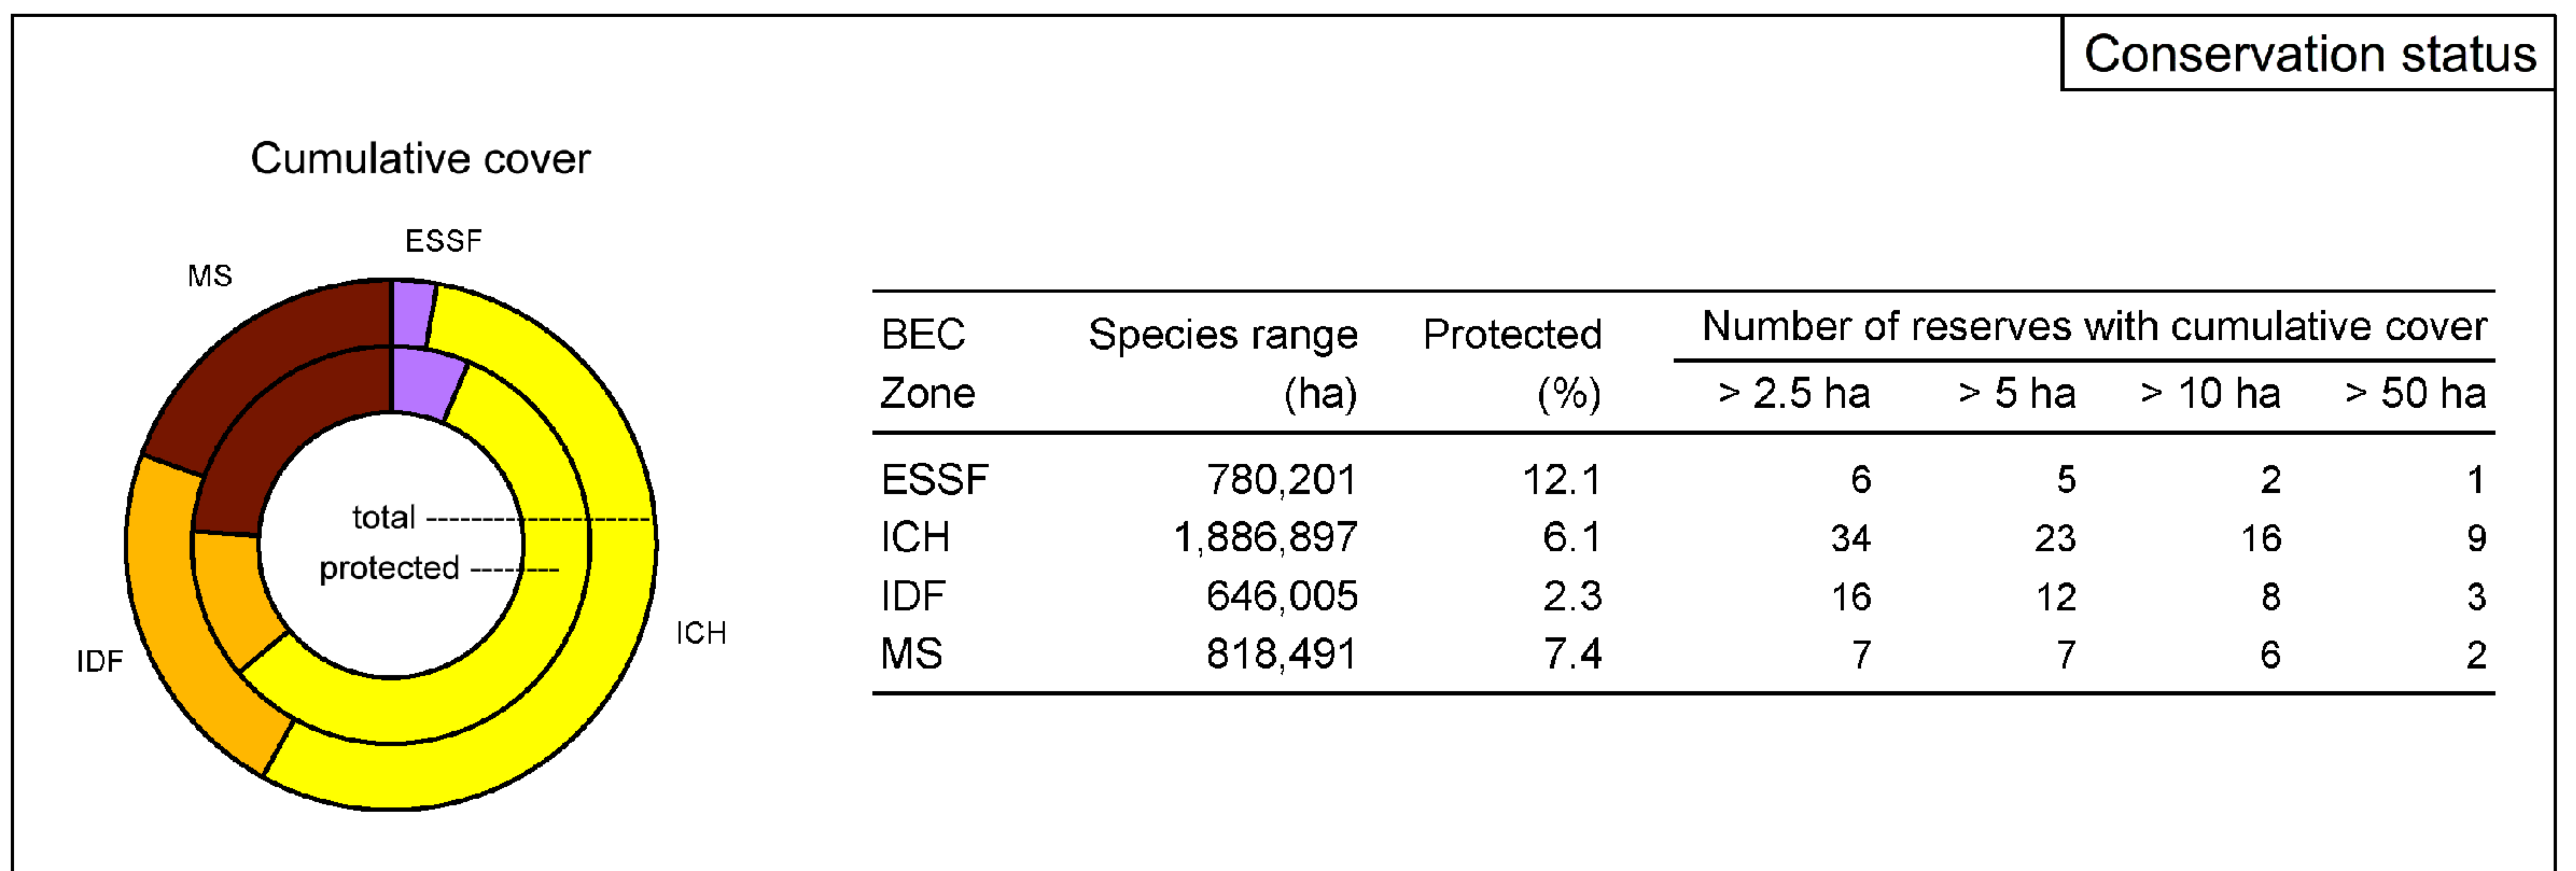 Conservation status
Cumulative cover
ESSF
MS
total
protected
ICH
IDF
BEC Species range Protected Number of reserves with cumulative cover
Zone (ha) (%) > 2.5 ha > 5 ha > 10 ha > 50 ha
ESSF 780,201 12.1 6 5 2 1
ICH 1,886,897 6.1 34 23 16 9
IDF 646,005 2.3 16 12 8 3
MS 818,491 7.4 7 7 6 2